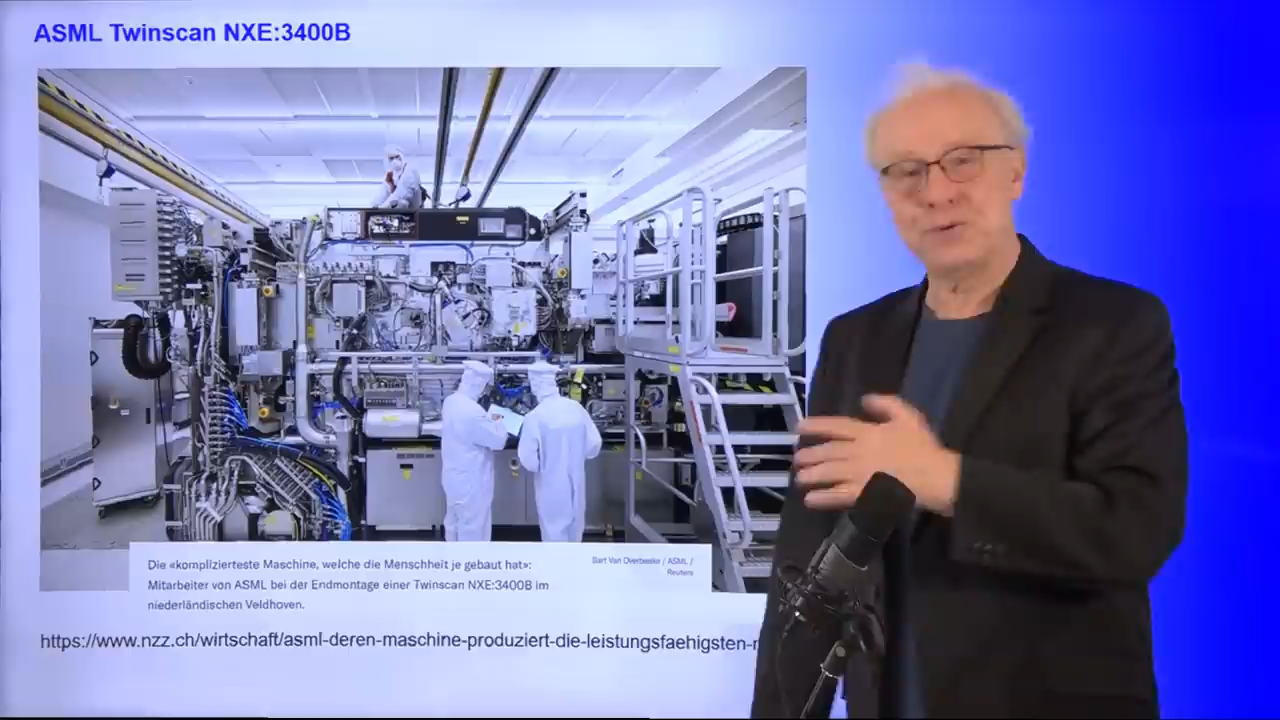 ASML Twinscan NXE:3400B
Die «komplizierteste Maschine, welche die Menschheit je gebaut hat»:
Mitarbeiter von ASML bei der Endmontage einer Twinscan NXE:3400B im
niederländischen Veldhoven.
Bart Van Overbeeke / ASML /
Reuters
https://www.nzz.ch/wirtschaft/asml-deren-maschine-produziert-die-leistungsfaehigsten-